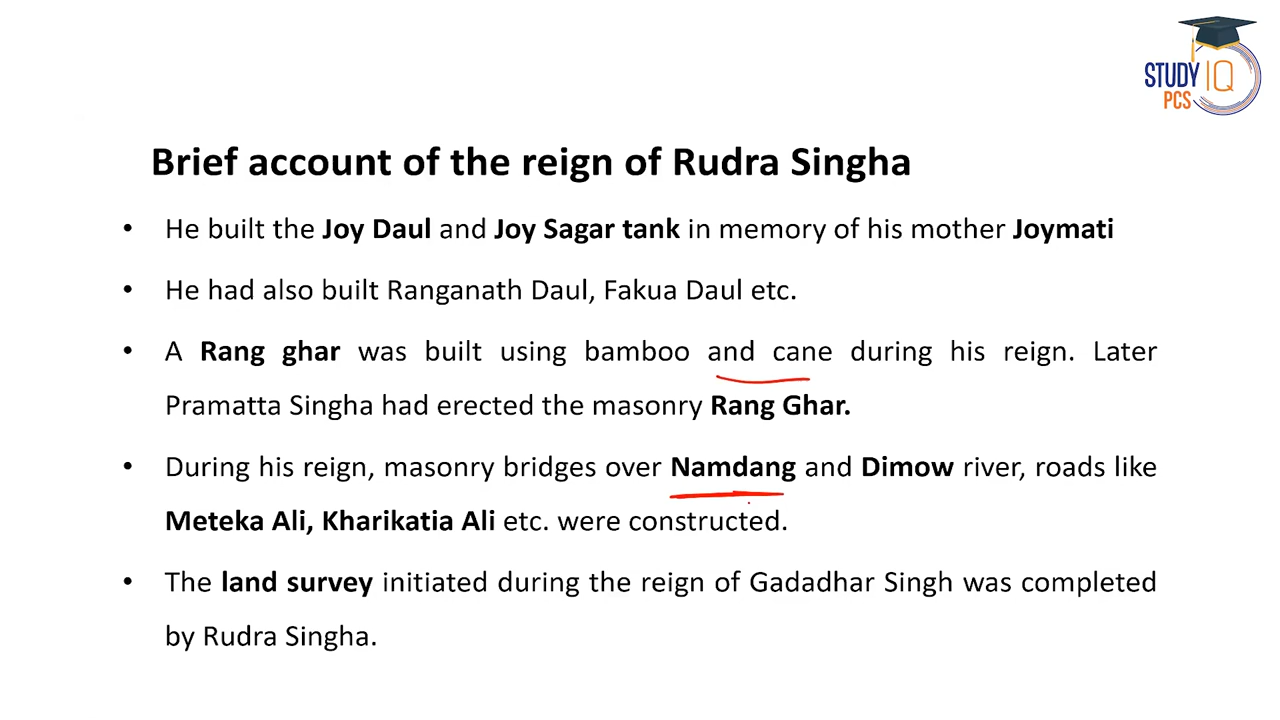 STUDY IQ
PCS
Brief account of the reign of Rudra Singha
• He built the Joy Daul and Joy Sagar tank in memory of his mother Joymati
• He had also built Ranganath Daul, Fakua Daul etc.
• A Rang ghar was built using bamboo and cane during his reign. Later
Pramatta Singha had erected the masonry Rang Ghar.
• During his reign, masonry bridges over Namdang and Dimow river, roads like
Meteka Ali, Kharikatia Ali etc. were constructed.
• The land survey initiated during the reign of Gadadhar Singh was completed
by Rudra Singha.